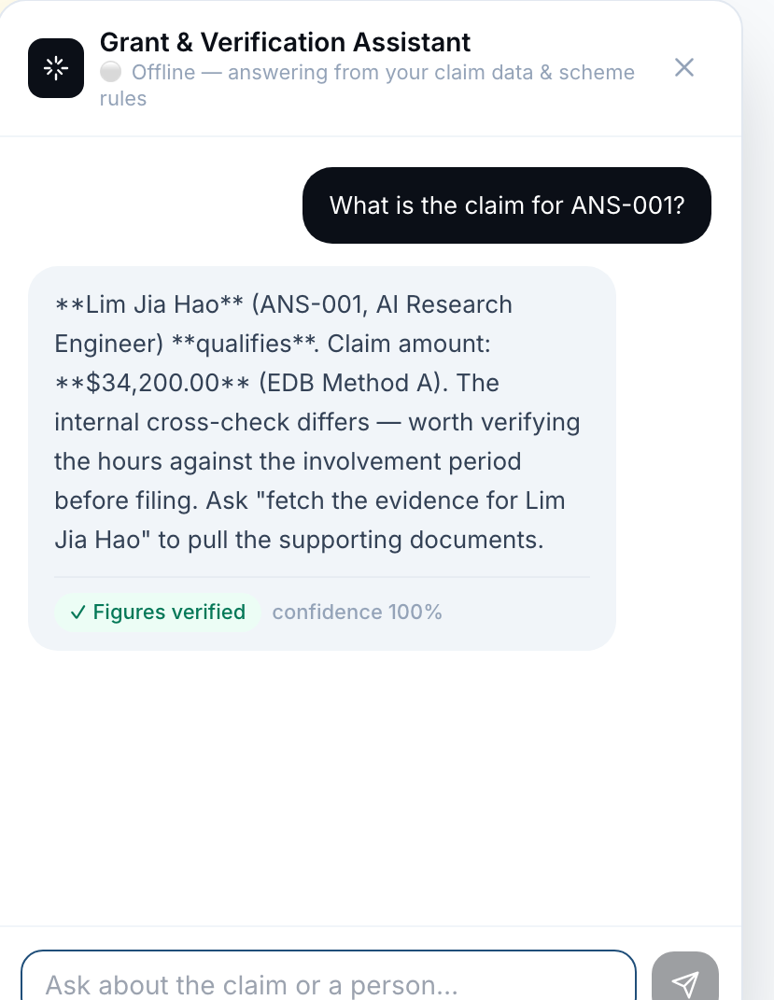 Grant & Verification Assistant
Offline — answering from your claim data & scheme
rules
What is the claim for ANS-001?
**Lim Jia Hao** (ANS-001, AI Research
Engineer) **qualifies**. Claim amount:
**$34,200.00** (EDB Method A). The
internal cross-check differs — worth verifying
the hours against the involvement period
before filing. Ask "fetch the evidence for Lim
Jia Hao" to pull the supporting documents.
✓ Figures verified confidence 100%
Ask about the claim or a person...